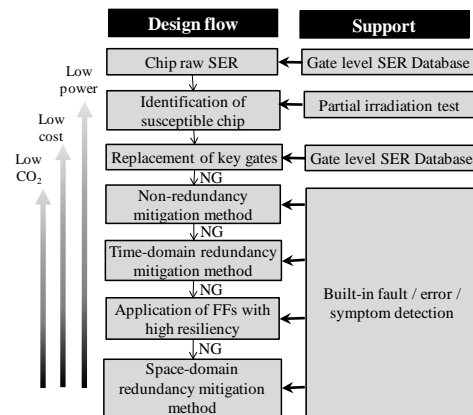 Design flow
Support
Chip raw SER
Gate level SER Database
Low
power
Identification of
susceptible chip
Partial irradiation test
Low
cost
Replacement of key gates
Gate level SER Database
Low
CO₂
NG
Non-redundancy
mitigation method
NG
Time-domain redundancy
mitigation method
NG
Application of FFs with
high resiliency
Built-in fault / error /
symptom detection
NG
Space-domain
redundancy mitigation
method